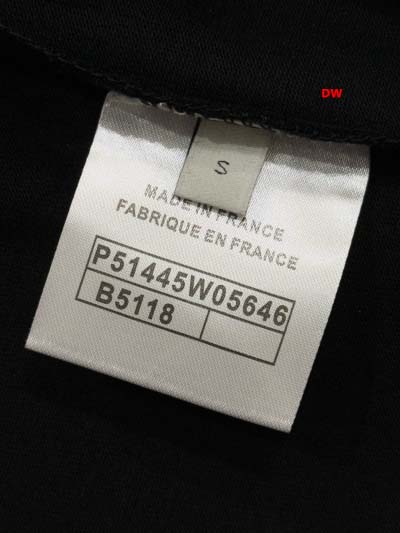 DW
S
MADE IN FRANCE
FABRIQUE EN FRANCE
P51445W05646
B5118